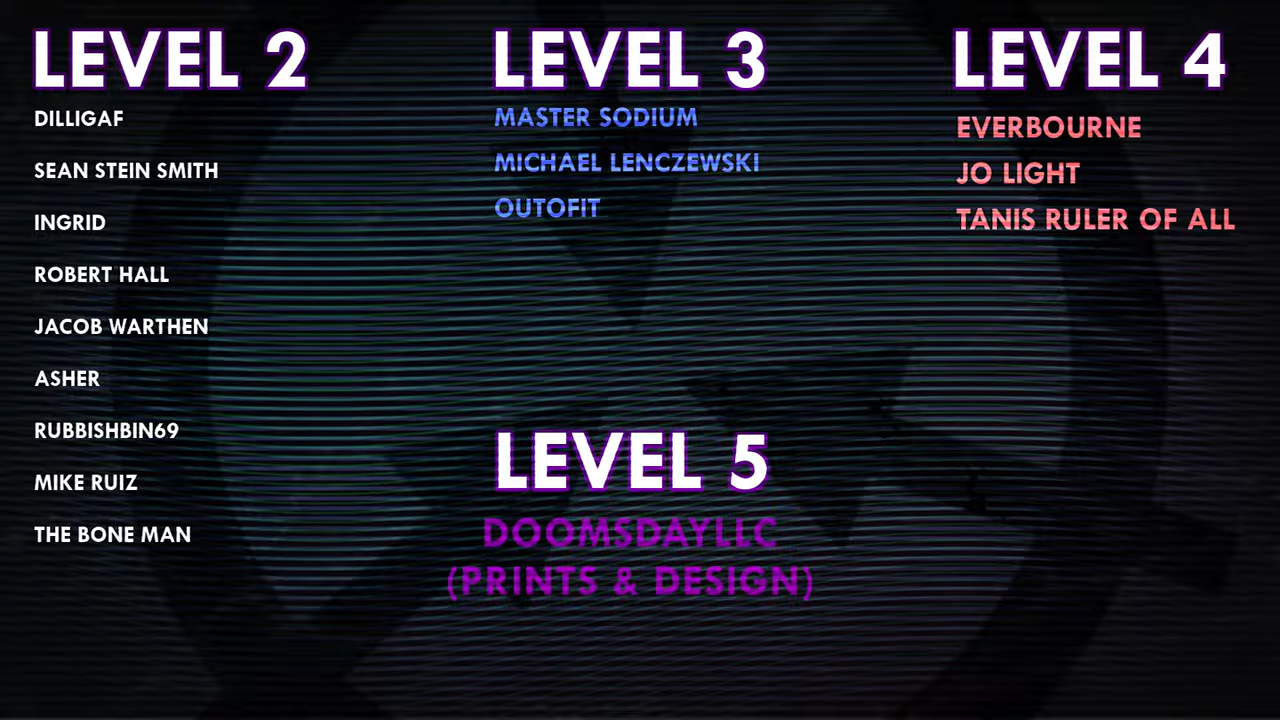 LEVEL 2
DILLIGAF
SEAN STEIN SMITH
INGRID
ROBERT HALL
JACOB WARTHEN
ASHER
RUBBISHBIN69
MIKE RUIZ
THE BONE MAN
LEVEL 3
MASTER SODIUM
MICHAEL LENCZEWSKI
OUTOFIT
LEVEL 4
EVERBOURNE
JO LIGHT
TANIS RULER OF ALL
LEVEL 5
DOOMSDAYLLC
(PRINTS & DESIGN)